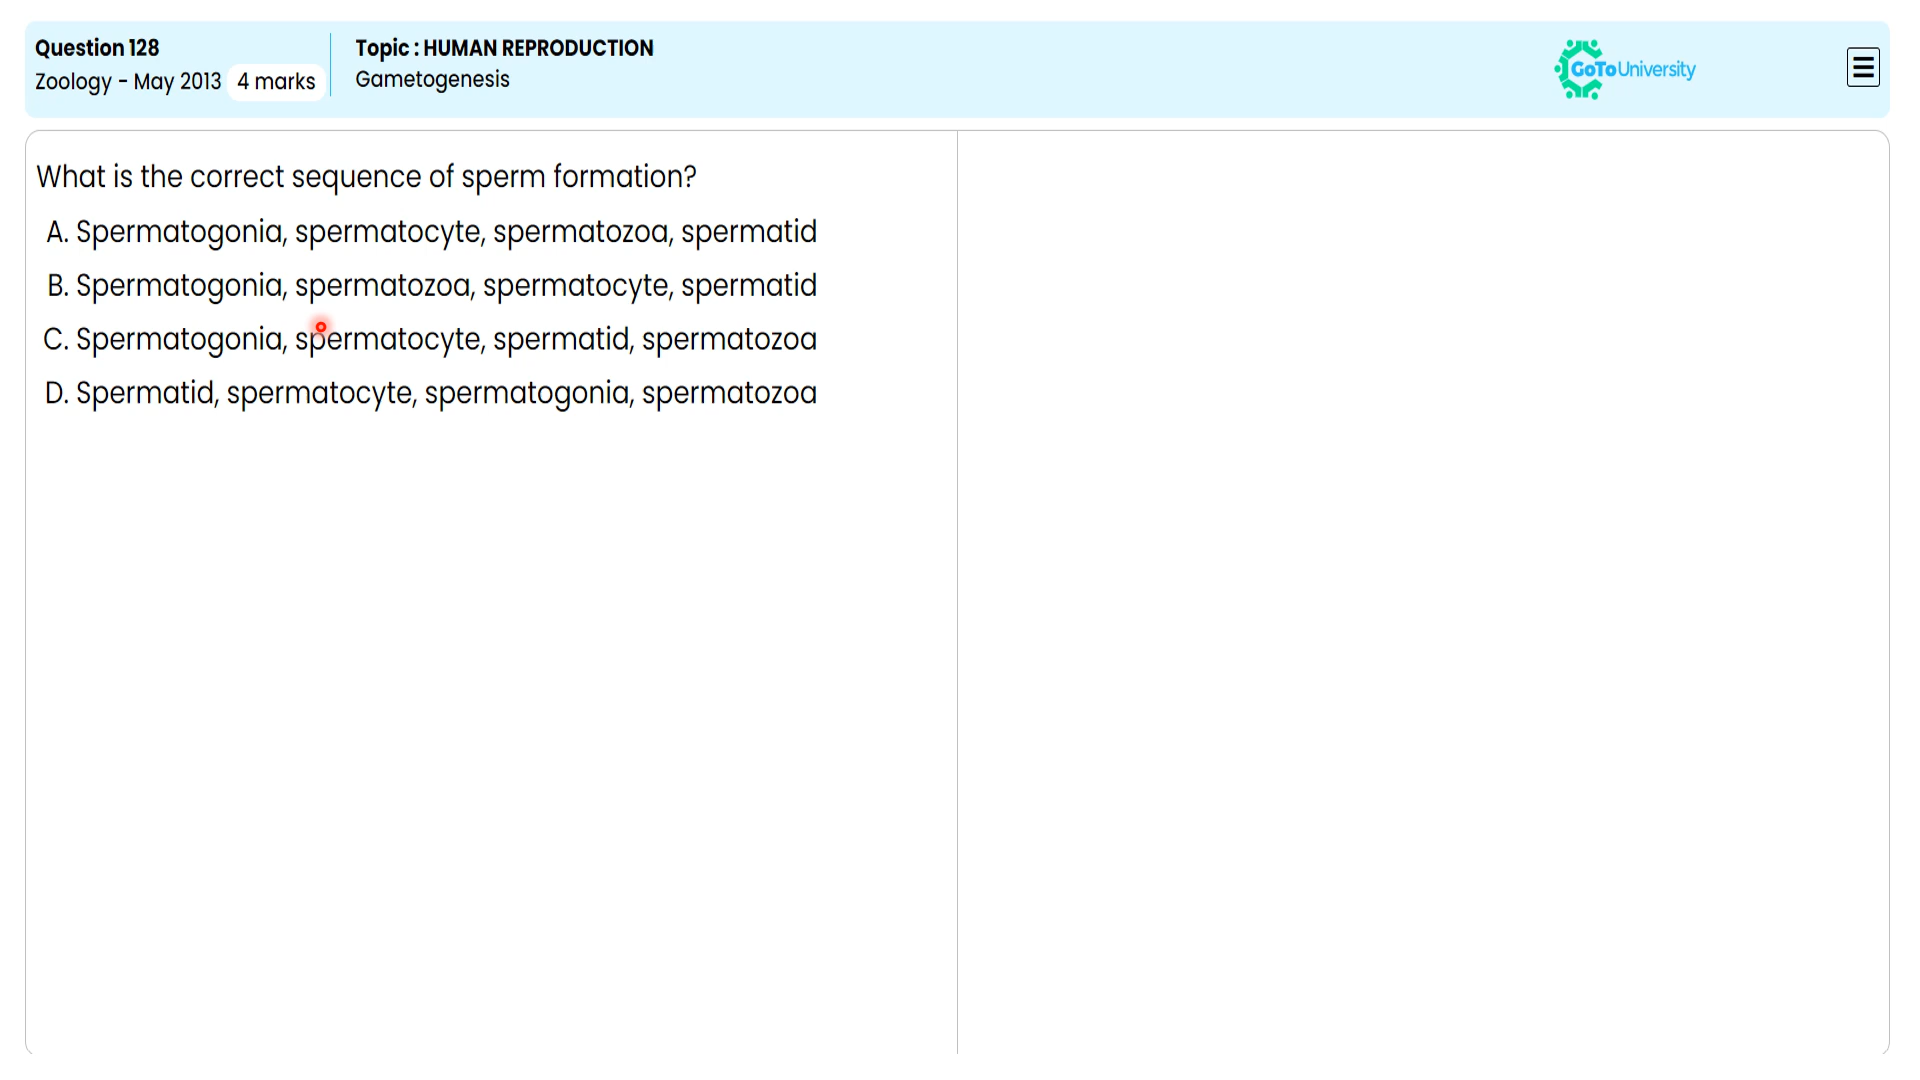 Question 128
Zoology - May 2013 4 marks
Topic : HUMAN REPRODUCTION
Gametogenesis
GoToUniversity
What is the correct sequence of sperm formation?
A. Spermatogonia, spermatocyte, spermatozoa, spermatid
B. Spermatogonia, spermatozoa, spermatocyte, spermatid
C. Spermatogonia, spermatocyte, spermatid, spermatozoa
D. Spermatid, spermatocyte, spermatogonia, spermatozoa